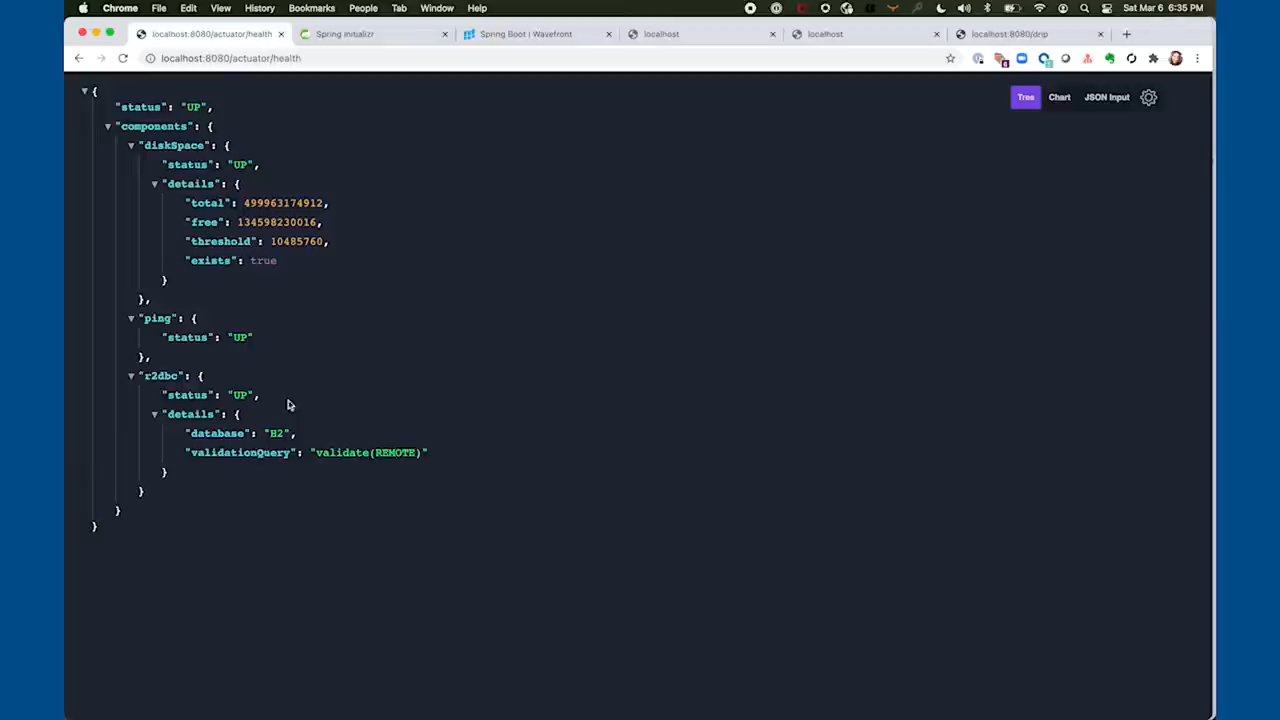 Chrome File Edit View History Bookmarks People Tab Window Help Sat Mar 6 6:35 PM
localhost:8080/actuator/health Spring Initializr Spring Boot | Wavefront localhost localhost localhost:8080/drip
localhost:8080/actuator/health
Tree Chart JSON Input
{
"status": "UP",
"components": {
"diskSpace": {
"status": "UP",
"details": {
"total": 499963174912,
"free": 134598230016,
"threshold": 10485760,
"exists": true
}
},
"ping": {
"status": "UP"
},
"r2dbc": {
"status": "UP",
"details": {
"database": "H2",
"validationQuery": "validate(REMOTE)"
}
}
}
}